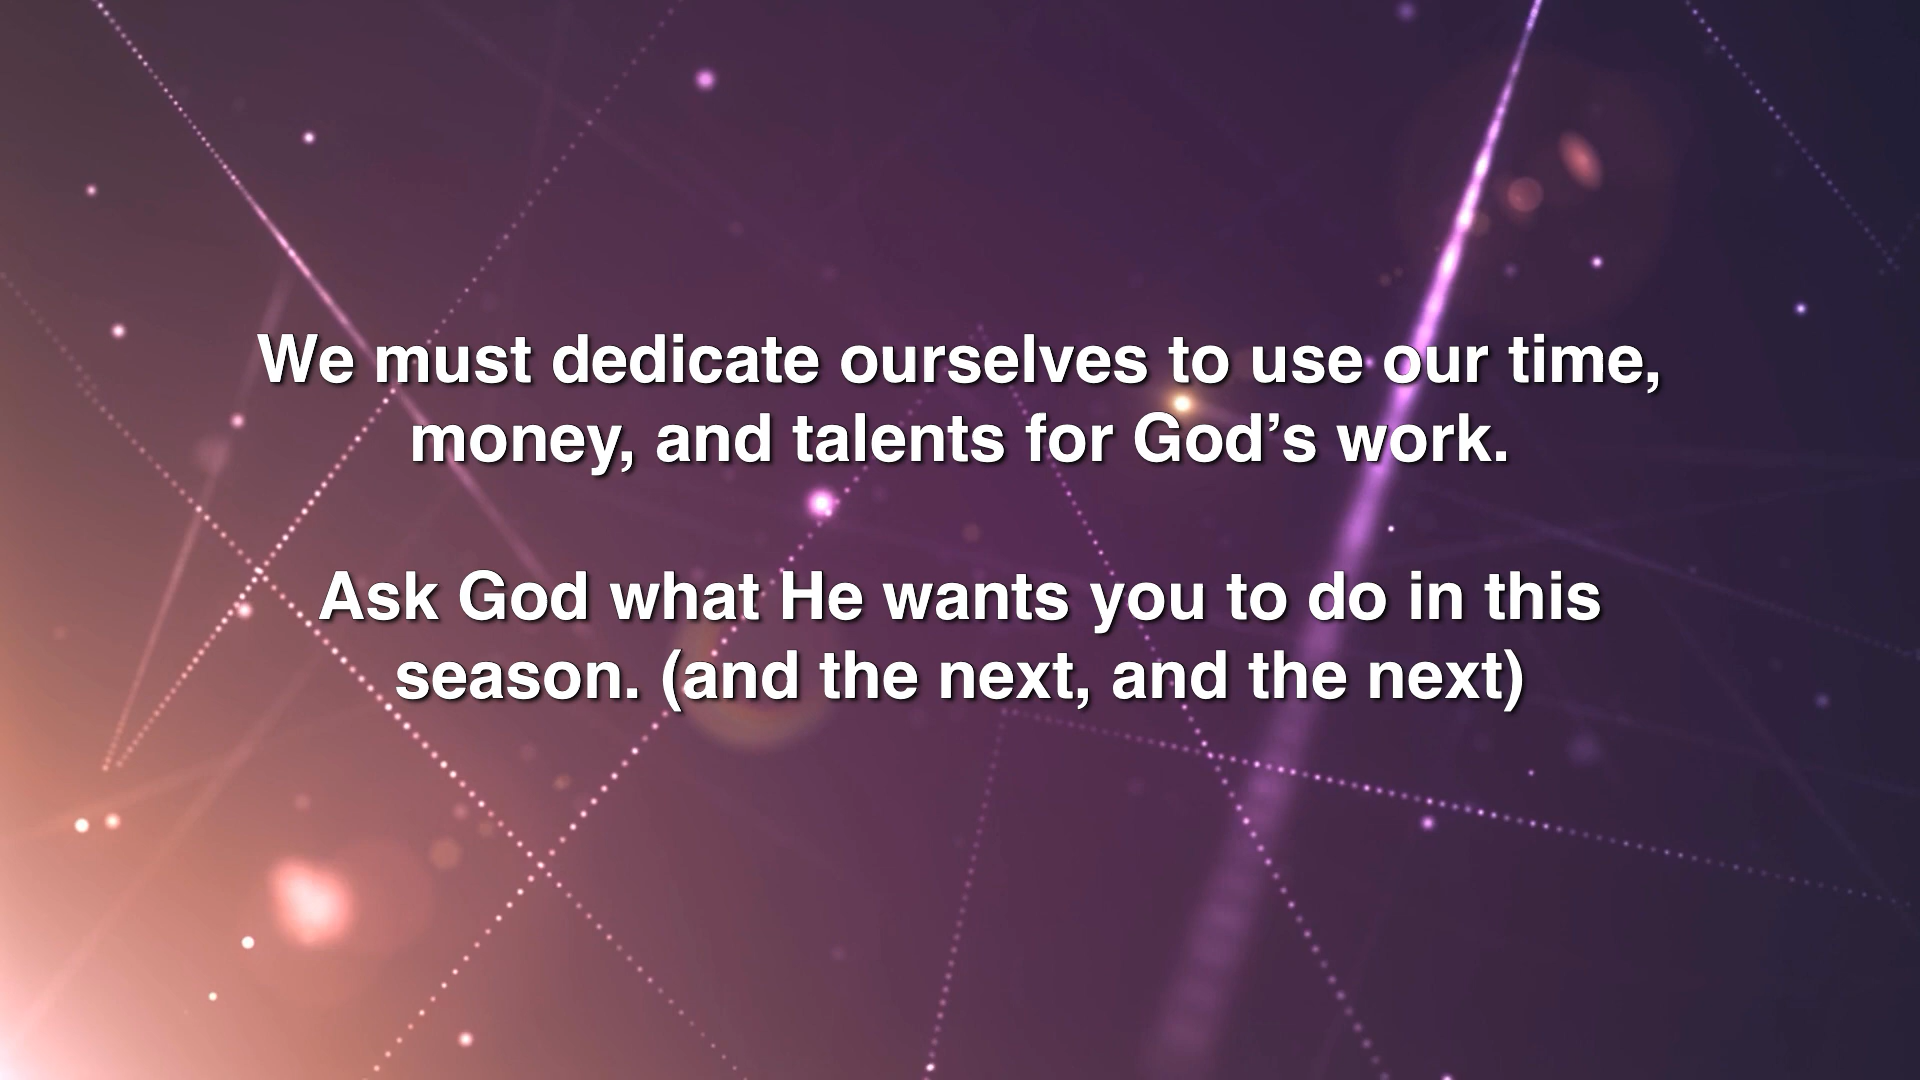 We must dedicate ourselves to use our time,
money, and talents for God’s work.
Ask God what He wants you to do in this
season. (and the next, and the next)